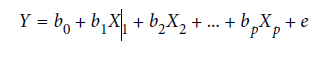 Y = b₀ + b₁X₁ + b₂X₂ + ... + bₚXₚ + e